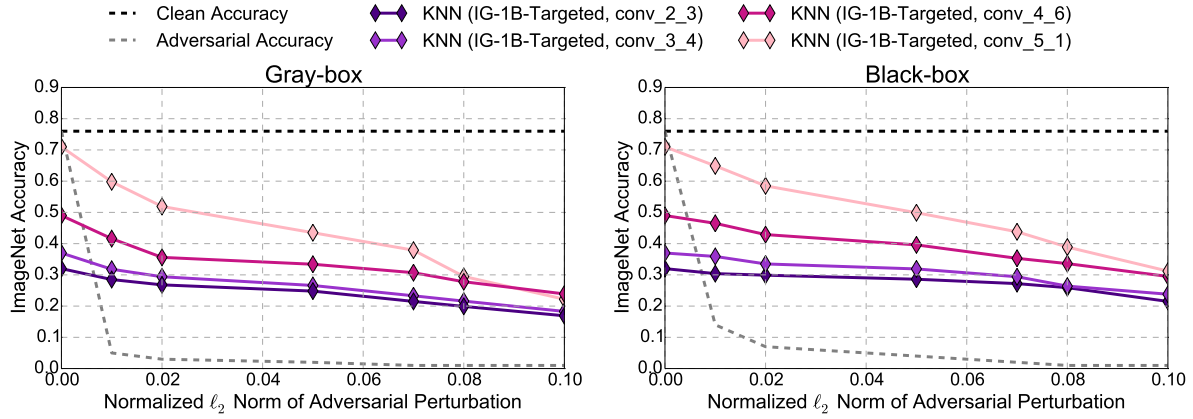 Clean Accuracy
Adversarial Accuracy
KNN (IG-1B-Targeted, conv_2_3)
KNN (IG-1B-Targeted, conv_3_4)
KNN (IG-1B-Targeted, conv_4_6)
KNN (IG-1B-Targeted, conv_5_1)
Gray-box
ImageNet Accuracy
0.9
0.8
0.7
0.6
0.5
0.4
0.3
0.2
0.1
0.0
0.00 0.02 0.04 0.06 0.08 0.10
Normalized ℓ₂ Norm of Adversarial Perturbation
Black-box
ImageNet Accuracy
0.9
0.8
0.7
0.6
0.5
0.4
0.3
0.2
0.1
0.0
0.00 0.02 0.04 0.06 0.08 0.10
Normalized ℓ₂ Norm of Adversarial Perturbation